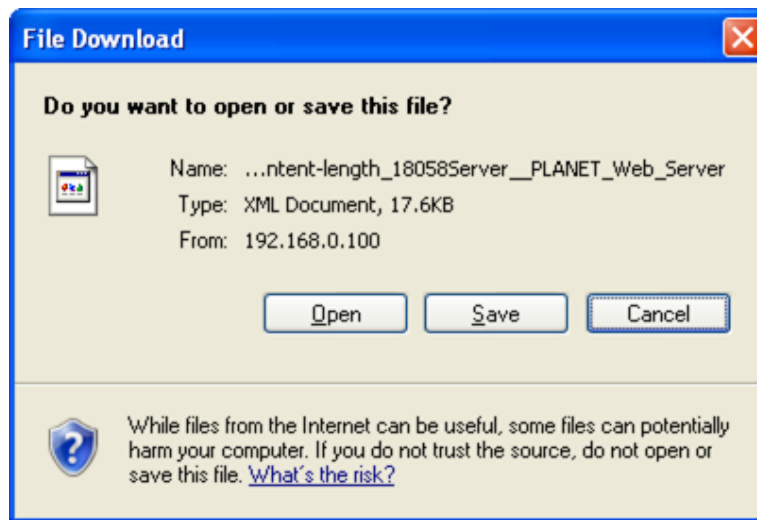 File Download
Do you want to open or save this file?
Name: ...ntent-length_18058Server__PLANET_Web_Server
Type: XML Document, 17.6KB
From: 192.168.0.100
Open Save Cancel
While files from the Internet can be useful, some files can potentially
harm your computer. If you do not trust the source, do not open or
save this file. What's the risk?